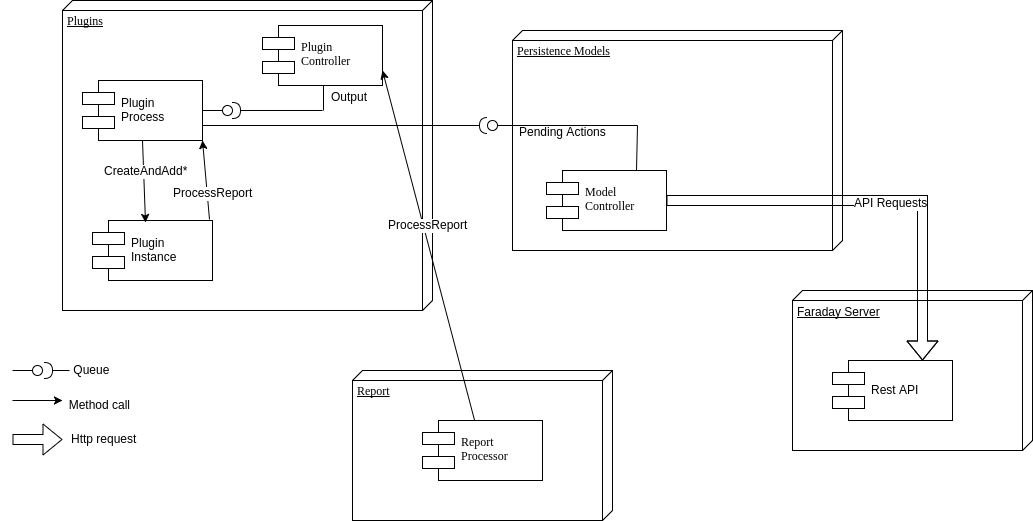 Plugins
Plugin
Controller
Persistence Models
Output
Plugin
Process
Pending Actions
CreateAndAdd*
ProcessReport
Model
Controller
API Requests
ProcessReport
Plugin
Instance
Faraday Server
Rest API
Queue
Method call
Http request
Report
Report
Processor